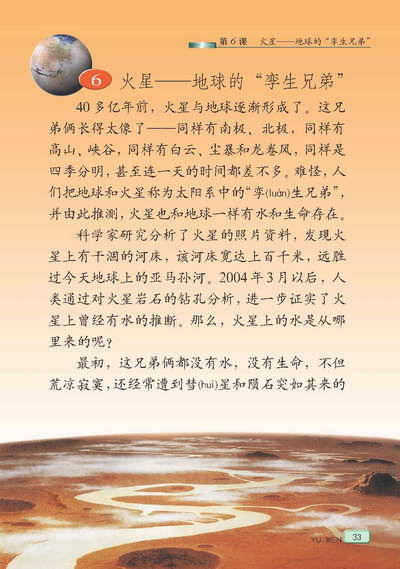 第6课 火星——地球的“孪生兄弟”
6 火星——地球的“孪生兄弟”
40多亿年前，火星与地球逐渐形成了。这兄
弟俩长得太像了——同样有南极、北极，同样有
高山、峡谷，同样有白云、尘暴和龙卷风，同样是
四季分明，甚至连一天的时间都差不多。难怪，人
们把地球和火星称为太阳系中的“孪(luán)生兄弟”，
并由此推测，火星也和地球一样有水和生命存在。
科学家研究分析了火星的照片资料，发现火
星上有干涸的河床，该河床宽达上百千米，远胜
过今天地球上的亚马孙河。2004年3月以后，人
类通过对火星岩石的钻孔分析，进一步证实了火
星上曾经有水的推断。那么，火星上的水是从哪
里来的呢？
最初，这兄弟俩都没有水，没有生命，不但
荒凉寂寞，还经常遭到彗(huì)星和陨石突如其来的
YU WEN 33